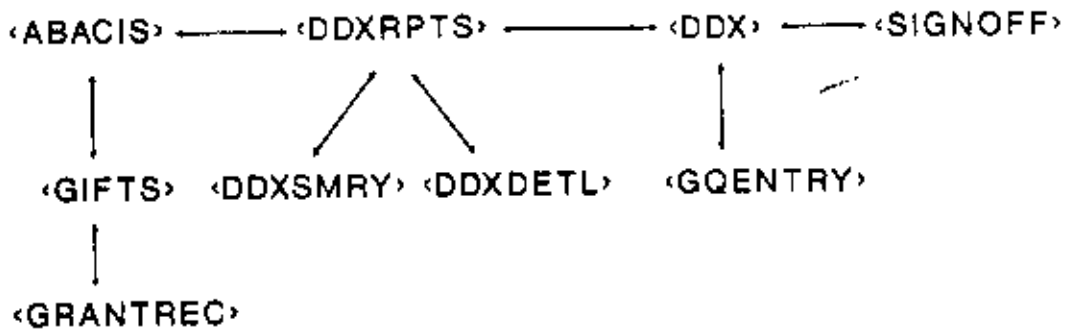 ‹ABACIS› ‹DDXRPTS› ‹DDX› ‹SIGNOFF›
‹GIFTS› ‹DDXSMRY› ‹DDXDETL› ‹GQENTRY›
‹GRANTREC›